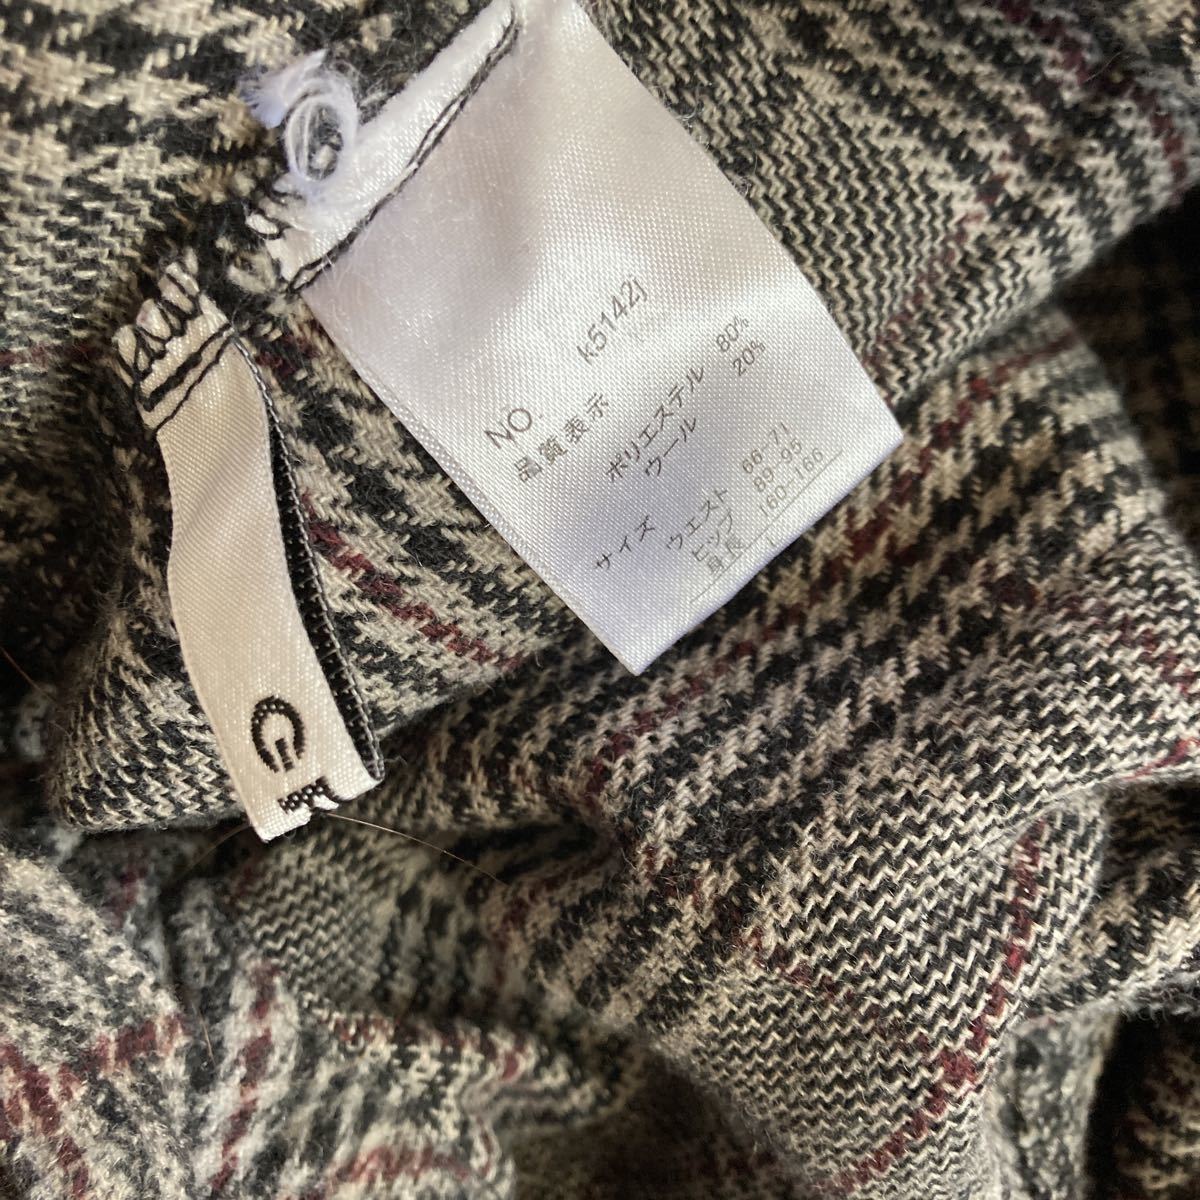 NO. k5142j
品質表示
ポリエステル 80%
ウール 20%
サイズ
ウエスト 66-71
ヒップ 89-95
身長 160-166
G